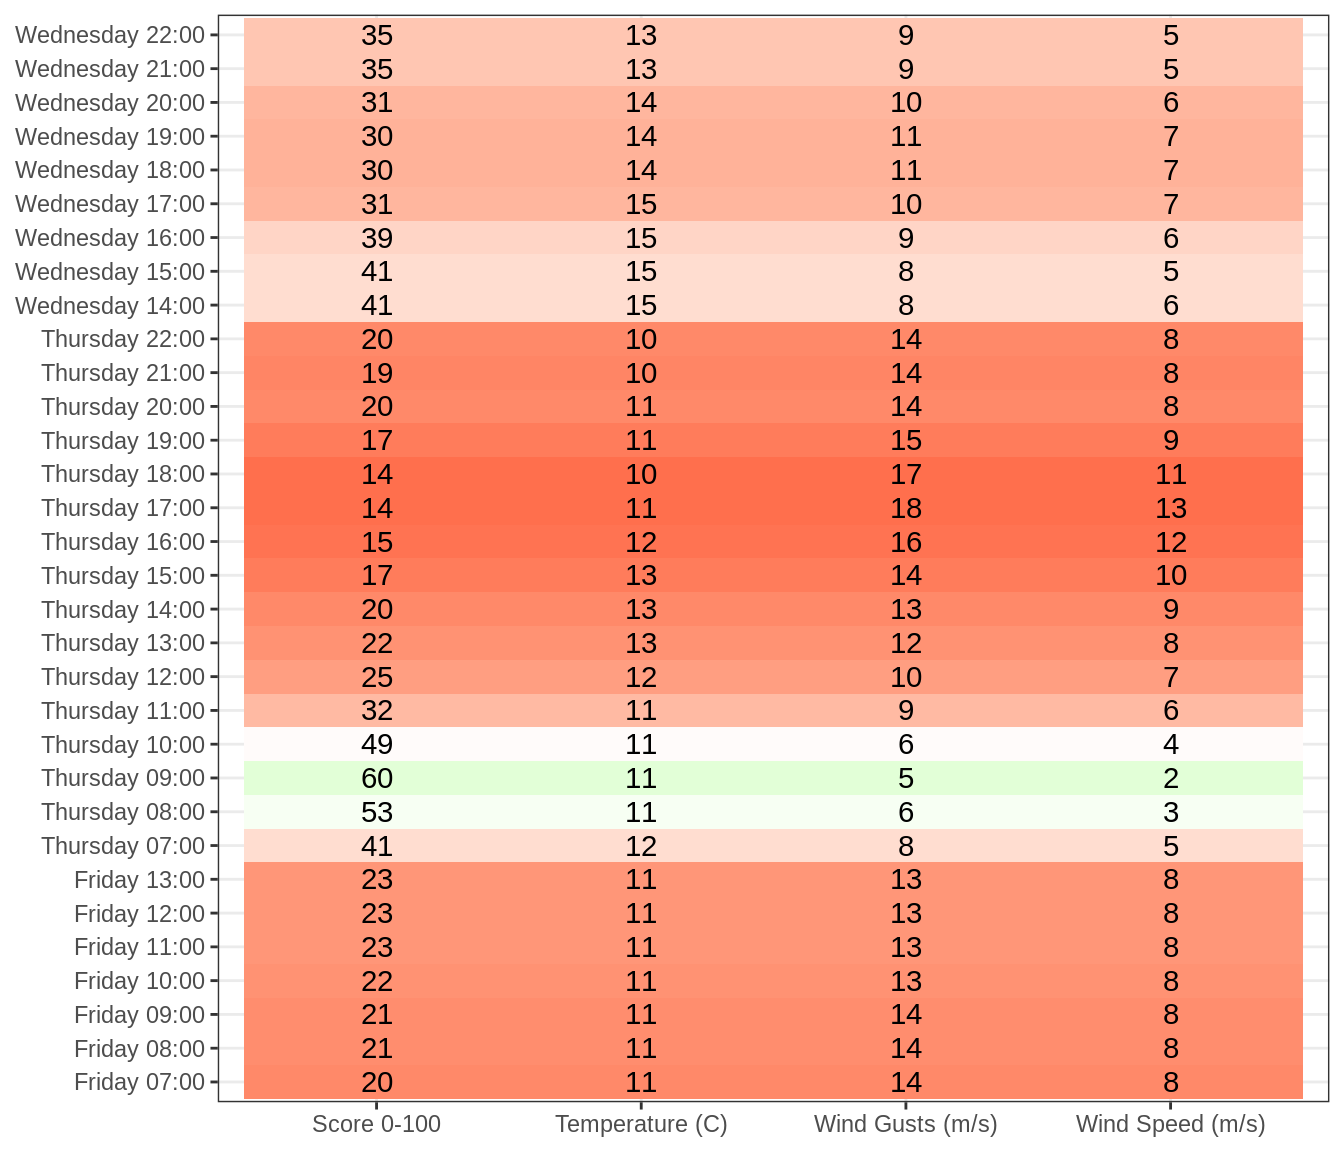 Wednesday 22:00 35 13 9 5
Wednesday 21:00 35 13 9 5
Wednesday 20:00 31 14 10 6
Wednesday 19:00 30 14 11 7
Wednesday 18:00 30 14 11 7
Wednesday 17:00 31 15 10 7
Wednesday 16:00 39 15 9 6
Wednesday 15:00 41 15 8 5
Wednesday 14:00 41 15 8 6
Thursday 22:00 20 10 14 8
Thursday 21:00 19 10 14 8
Thursday 20:00 20 11 14 8
Thursday 19:00 17 11 15 9
Thursday 18:00 14 10 17 11
Thursday 17:00 14 11 18 13
Thursday 16:00 15 12 16 12
Thursday 15:00 17 13 14 10
Thursday 14:00 20 13 13 9
Thursday 13:00 22 13 12 8
Thursday 12:00 25 12 10 7
Thursday 11:00 32 11 9 6
Thursday 10:00 49 11 6 4
Thursday 09:00 60 11 5 2
Thursday 08:00 53 11 6 3
Thursday 07:00 41 12 8 5
Friday 13:00 23 11 13 8
Friday 12:00 23 11 13 8
Friday 11:00 23 11 13 8
Friday 10:00 22 11 13 8
Friday 09:00 21 11 14 8
Friday 08:00 21 11 14 8
Friday 07:00 20 11 14 8
Score 0-100 Temperature (C) Wind Gusts (m/s) Wind Speed (m/s)